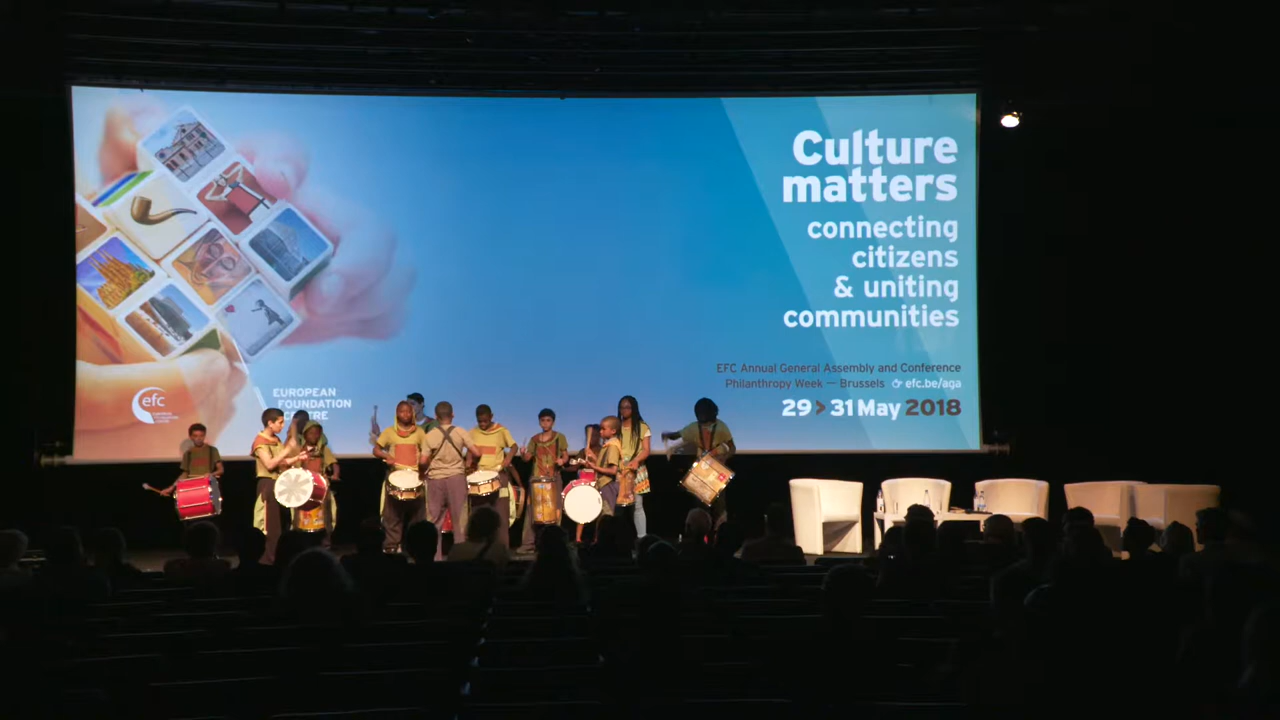 Culture
matters
connecting
citizens
& uniting
communities
EFC Annual General Assembly and Conference
Philanthropy Week — Brussels efc.be/aga
29 > 31 May 2018
efc
EUROPEAN
FOUNDATION
CENTRE